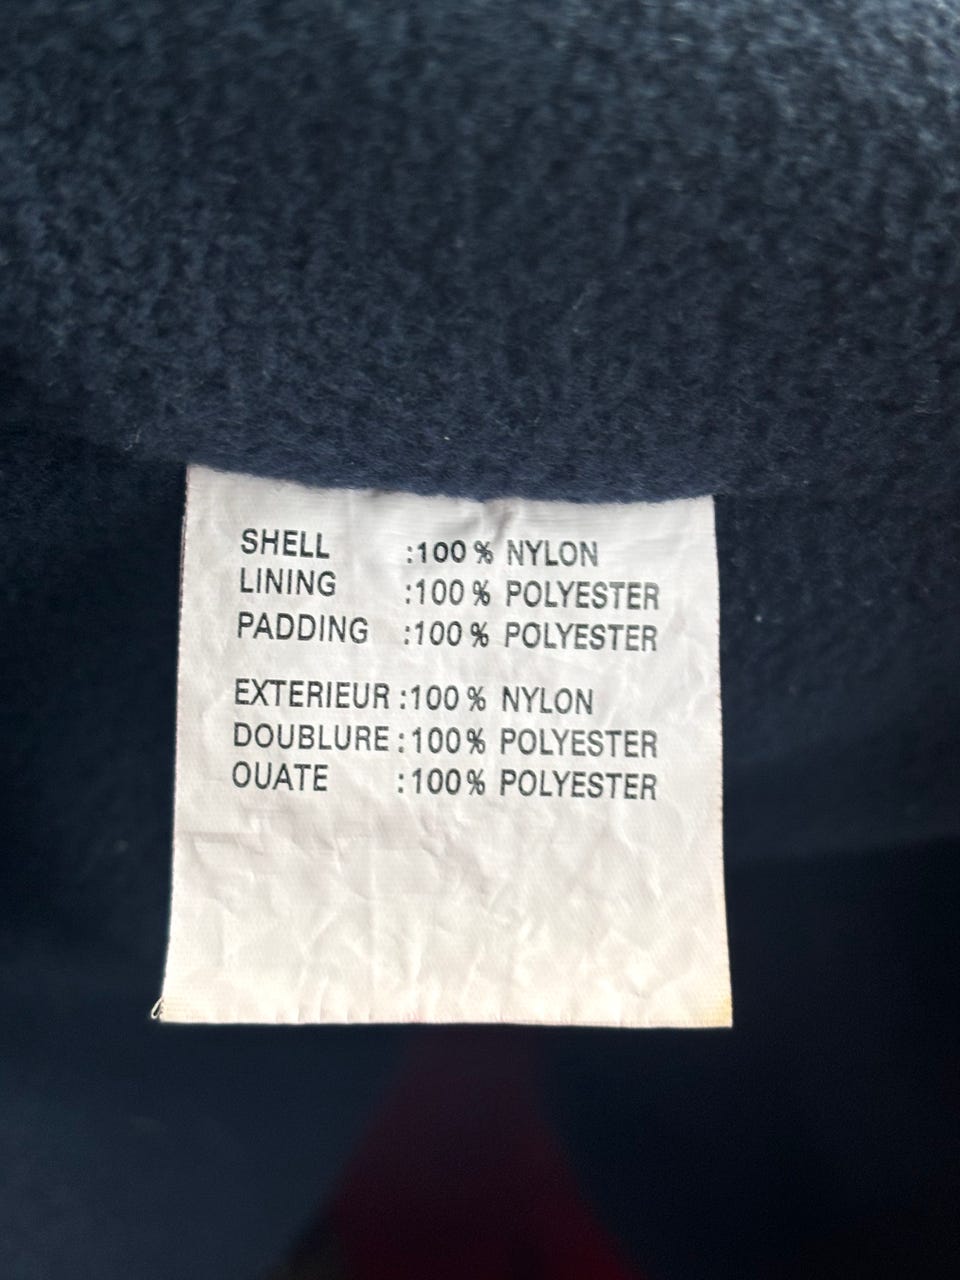 SHELL :100% NYLON
LINING :100% POLYESTER
PADDING :100% POLYESTER
EXTERIEUR :100% NYLON
DOUBLURE :100% POLYESTER
OUATE :100% POLYESTER